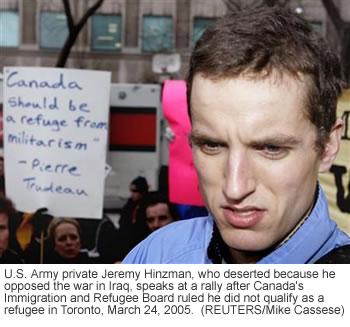 "Canada
should be
a refuge from
militarism"
- Pierre
Trudeau
U.S. Army private Jeremy Hinzman, who deserted because he
opposed the war in Iraq, speaks at a rally after Canada's
Immigration and Refugee Board ruled he did not qualify as a
refugee in Toronto, March 24, 2005.  (REUTERS/Mike Cassese)